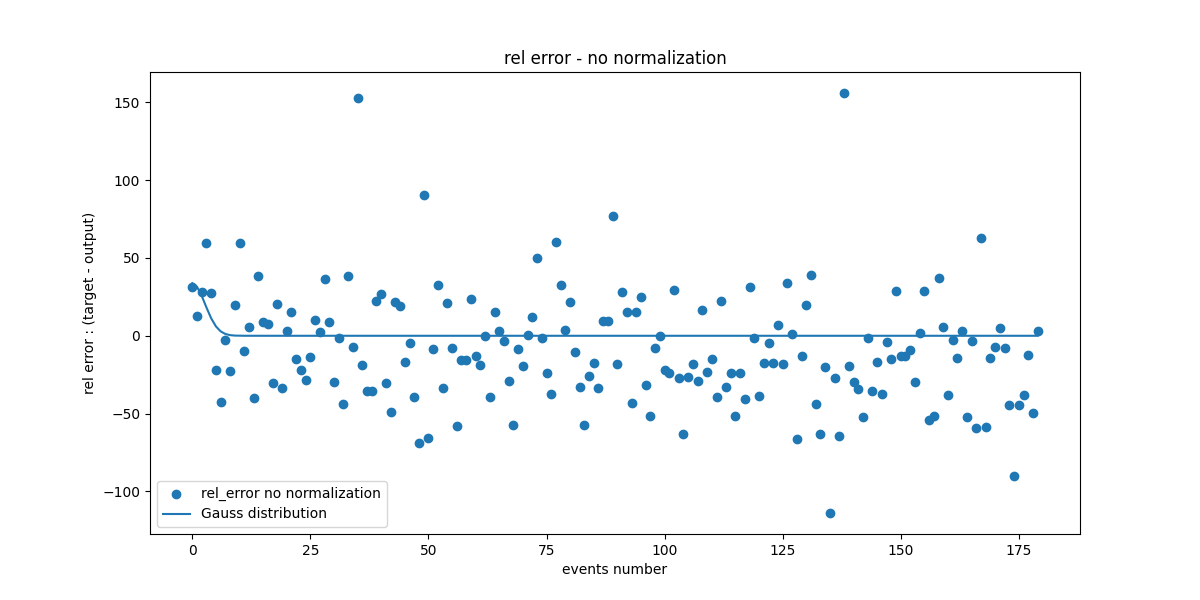 rel error - no normalization
rel error : (target - output)
150
100
50
0
−50
−100
rel_error no normalization
Gauss distribution
0 25 50 75 100 125 150 175
events number